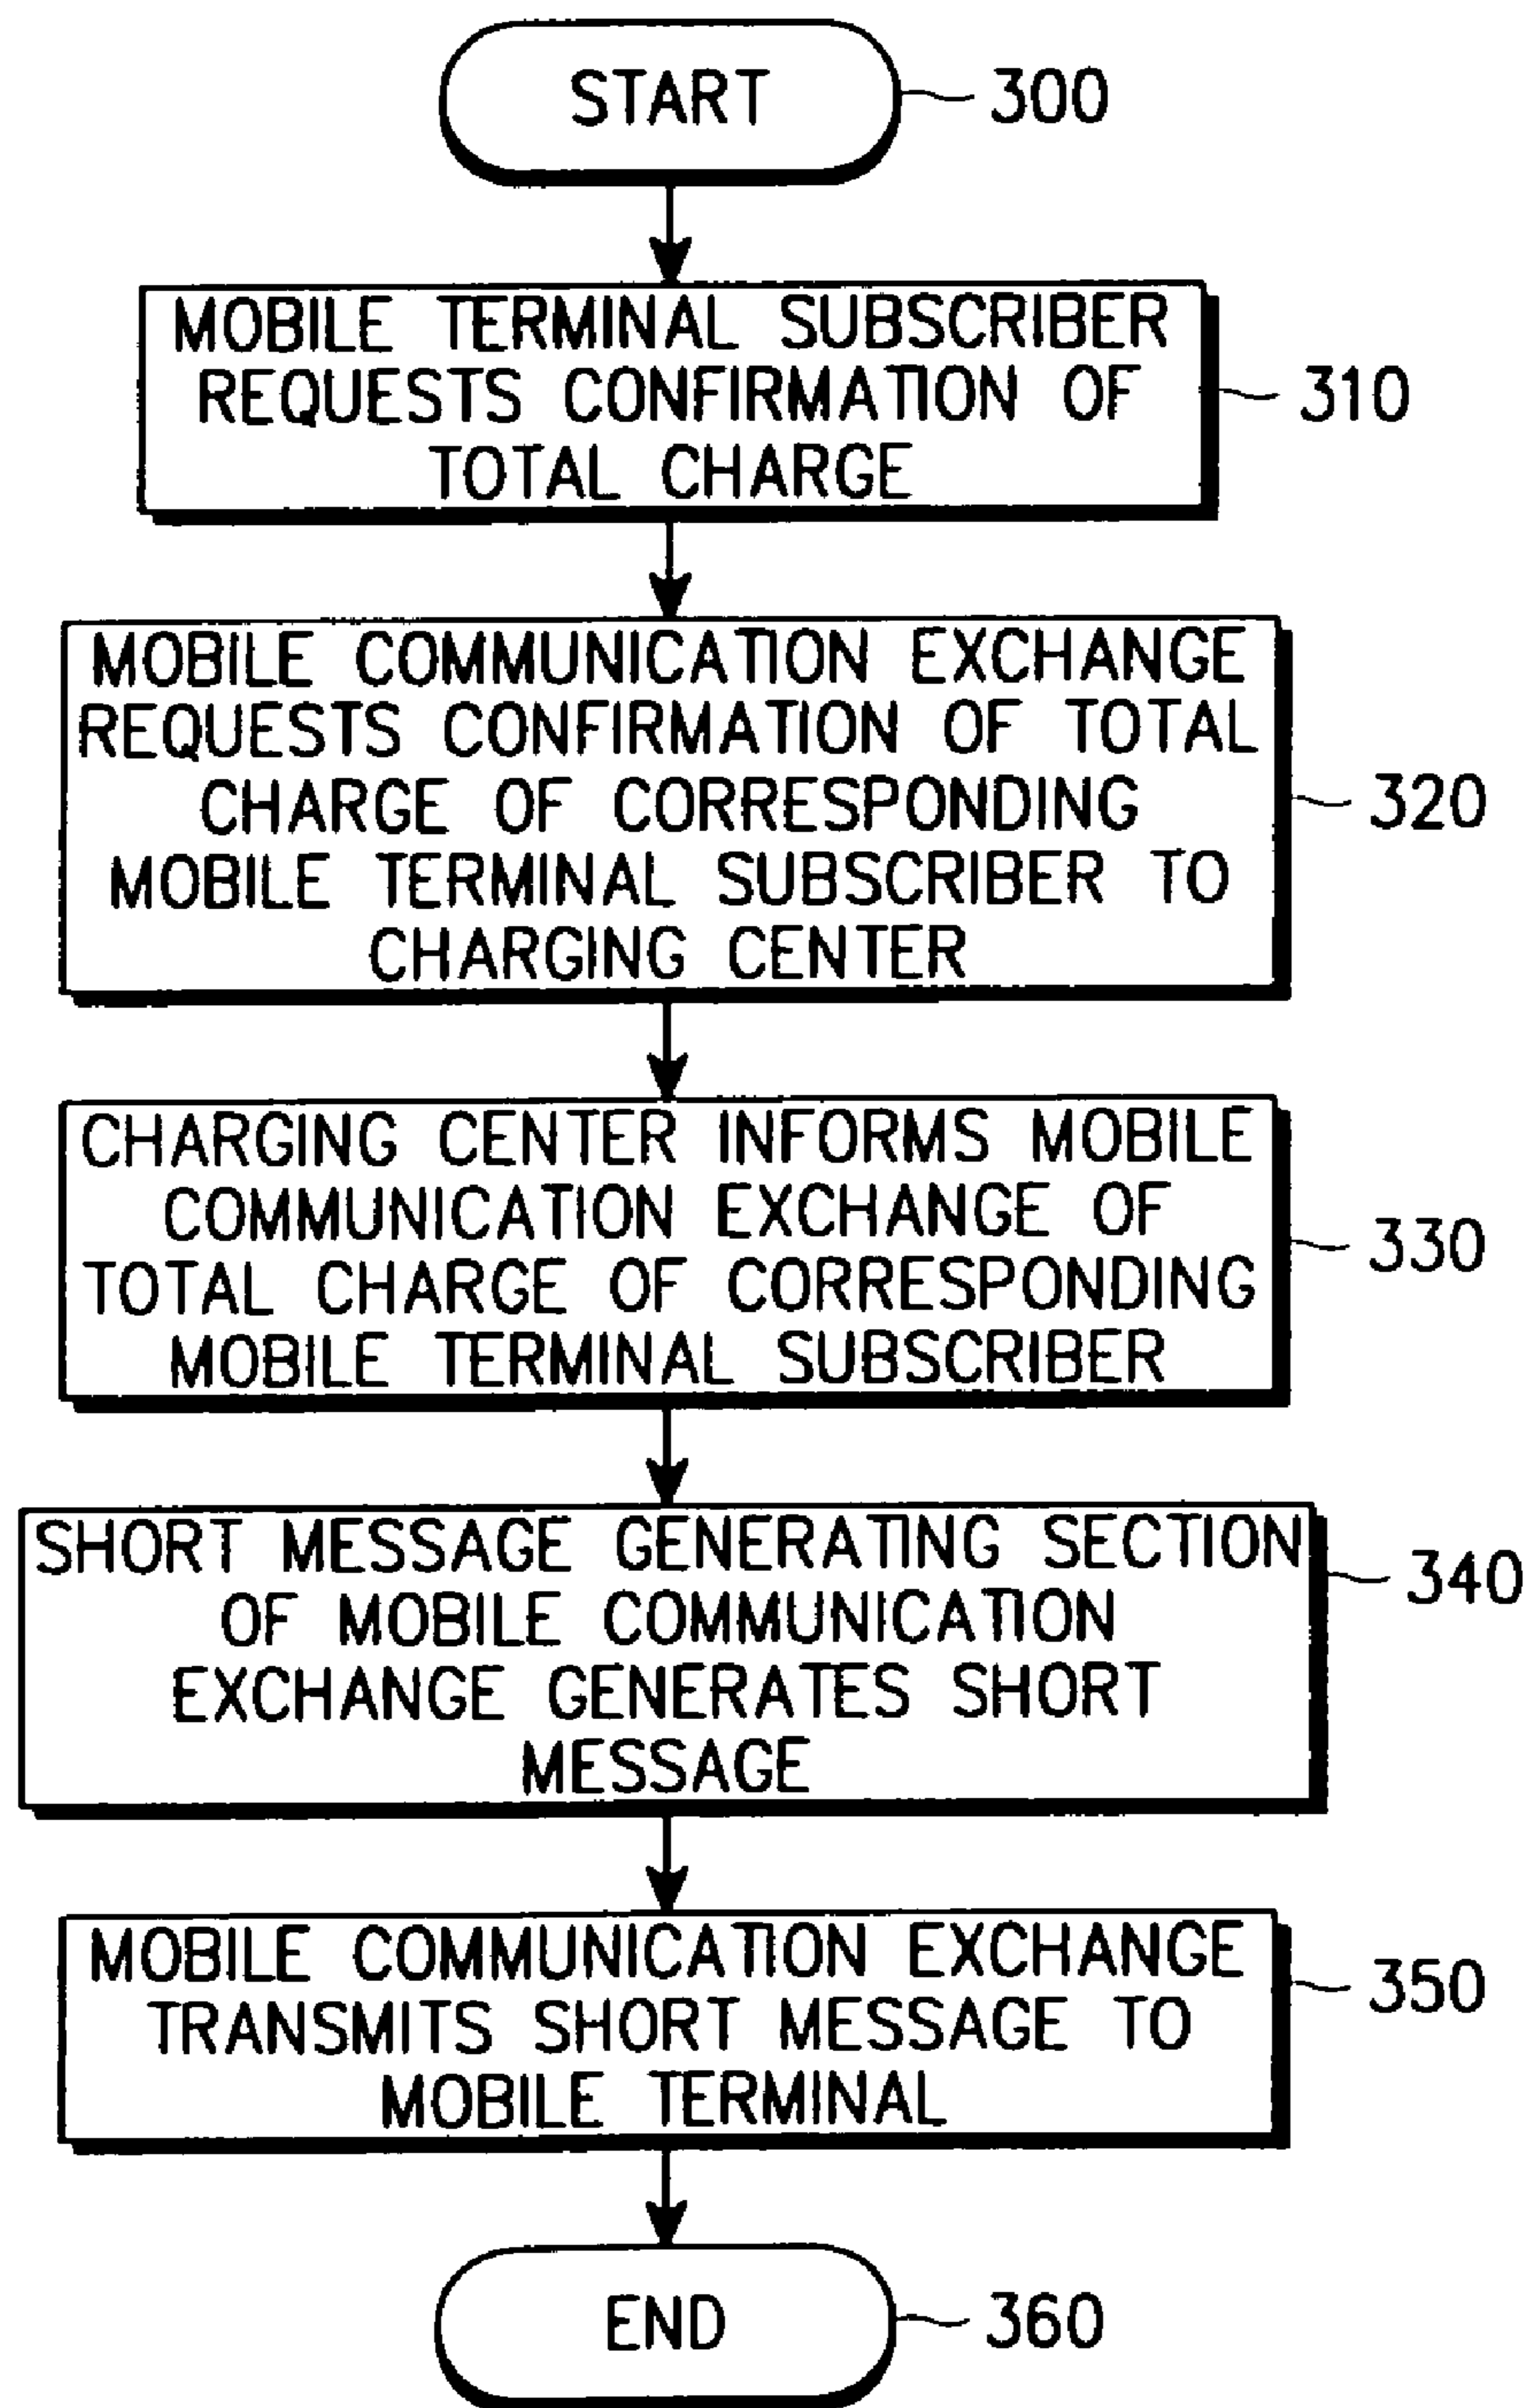 START
300
MOBILE TERMINAL SUBSCRIBER
REQUESTS CONFIRMATION OF
TOTAL CHARGE
310
MOBILE COMMUNICATION EXCHANGE
REQUESTS CONFIRMATION OF TOTAL
CHARGE OF CORRESPONDING
MOBILE TERMINAL SUBSCRIBER TO
CHARGING CENTER
320
CHARGING CENTER INFORMS MOBILE
COMMUNICATION EXCHANGE OF
TOTAL CHARGE OF CORRESPONDING
MOBILE TERMINAL SUBSCRIBER
330
SHORT MESSAGE GENERATING SECTION
OF MOBILE COMMUNICATION
EXCHANGE GENERATES SHORT
MESSAGE
340
MOBILE COMMUNICATION EXCHANGE
TRANSMITS SHORT MESSAGE TO
MOBILE TERMINAL
350
END
360